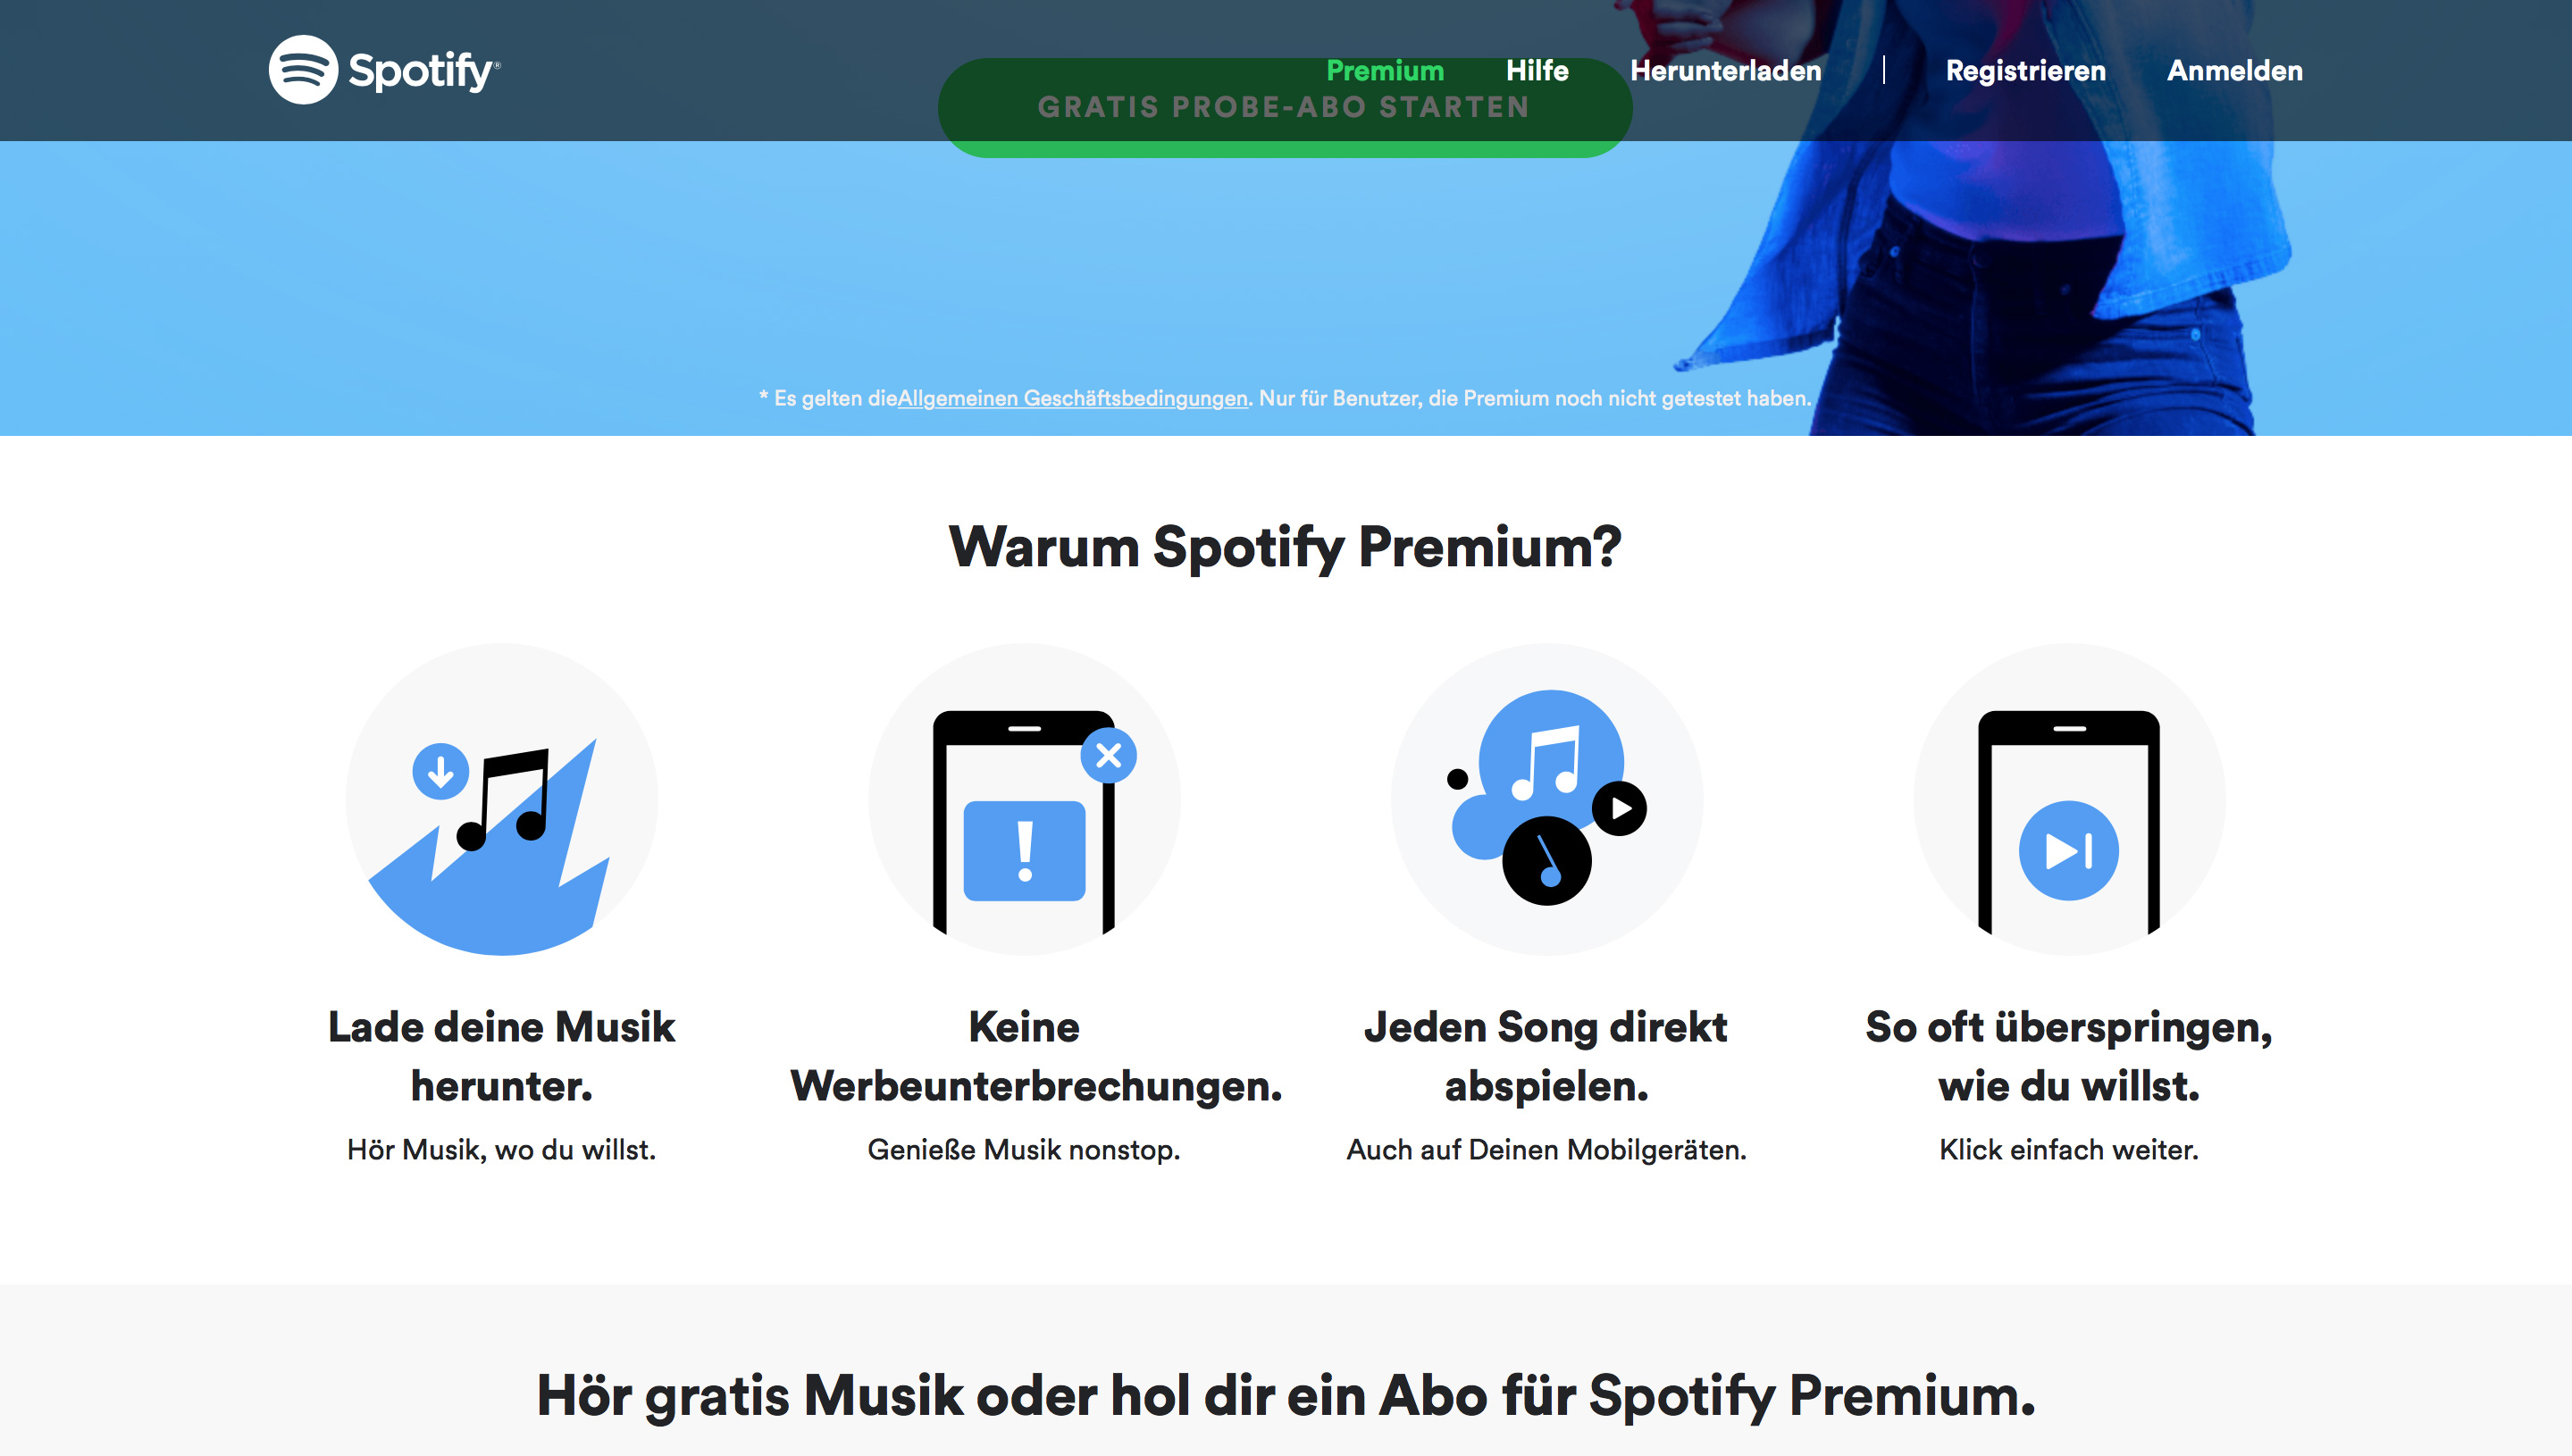 Spotify®
Premium
Hilfe
Herunterladen
Registrieren
Anmelden
GRATIS PROBE-ABO STARTEN
* Es gelten dieAllgemeinen Geschäftsbedingungen. Nur für Benutzer, die Premium noch nicht getestet haben.
Warum Spotify Premium?
Lade deine Musik
herunter.
Hör Musik, wo du willst.
Keine
Werbeunterbrechungen.
Genieße Musik nonstop.
Jeden Song direkt
abspielen.
Auch auf Deinen Mobilgeräten.
So oft überspringen,
wie du willst.
Klick einfach weiter.
Hör gratis Musik oder hol dir ein Abo für Spotify Premium.